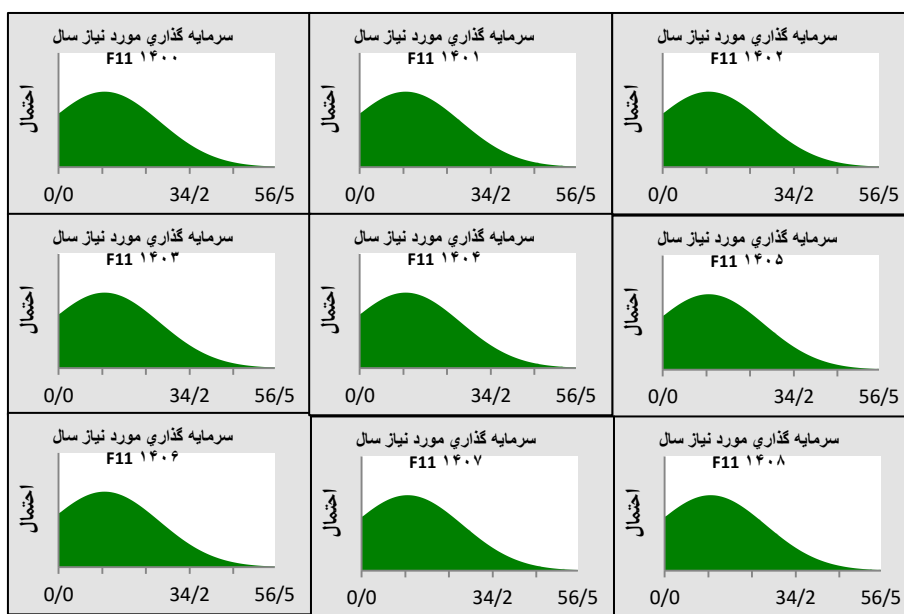 سرمايه گذاري مورد نياز سال
F11 ۱۴۰۰
احتمال
0/0 34/2 56/5
سرمايه گذاري مورد نياز سال
F11 ۱۴۰۱
احتمال
0/0 34/2 56/5
سرمايه گذاري مورد نياز سال
F11 ۱۴۰۲
احتمال
0/0 34/2 56/5
سرمايه گذاري مورد نياز سال
F11 ۱۴۰۳
احتمال
0/0 34/2 56/5
سرمايه گذاري مورد نياز سال
F11 ۱۴۰۴
احتمال
0/0 34/2 56/5
سرمايه گذاري مورد نياز سال
F11 ۱۴۰۵
احتمال
0/0 34/2 56/5
سرمايه گذاري مورد نياز سال
F11 ۱۴۰۶
احتمال
0/0 34/2 56/5
سرمايه گذاري مورد نياز سال
F11 ۱۴۰۷
احتمال
0/0 34/2 56/5
سرمايه گذاري مورد نياز سال
F11 ۱۴۰۸
احتمال
0/0 34/2 56/5